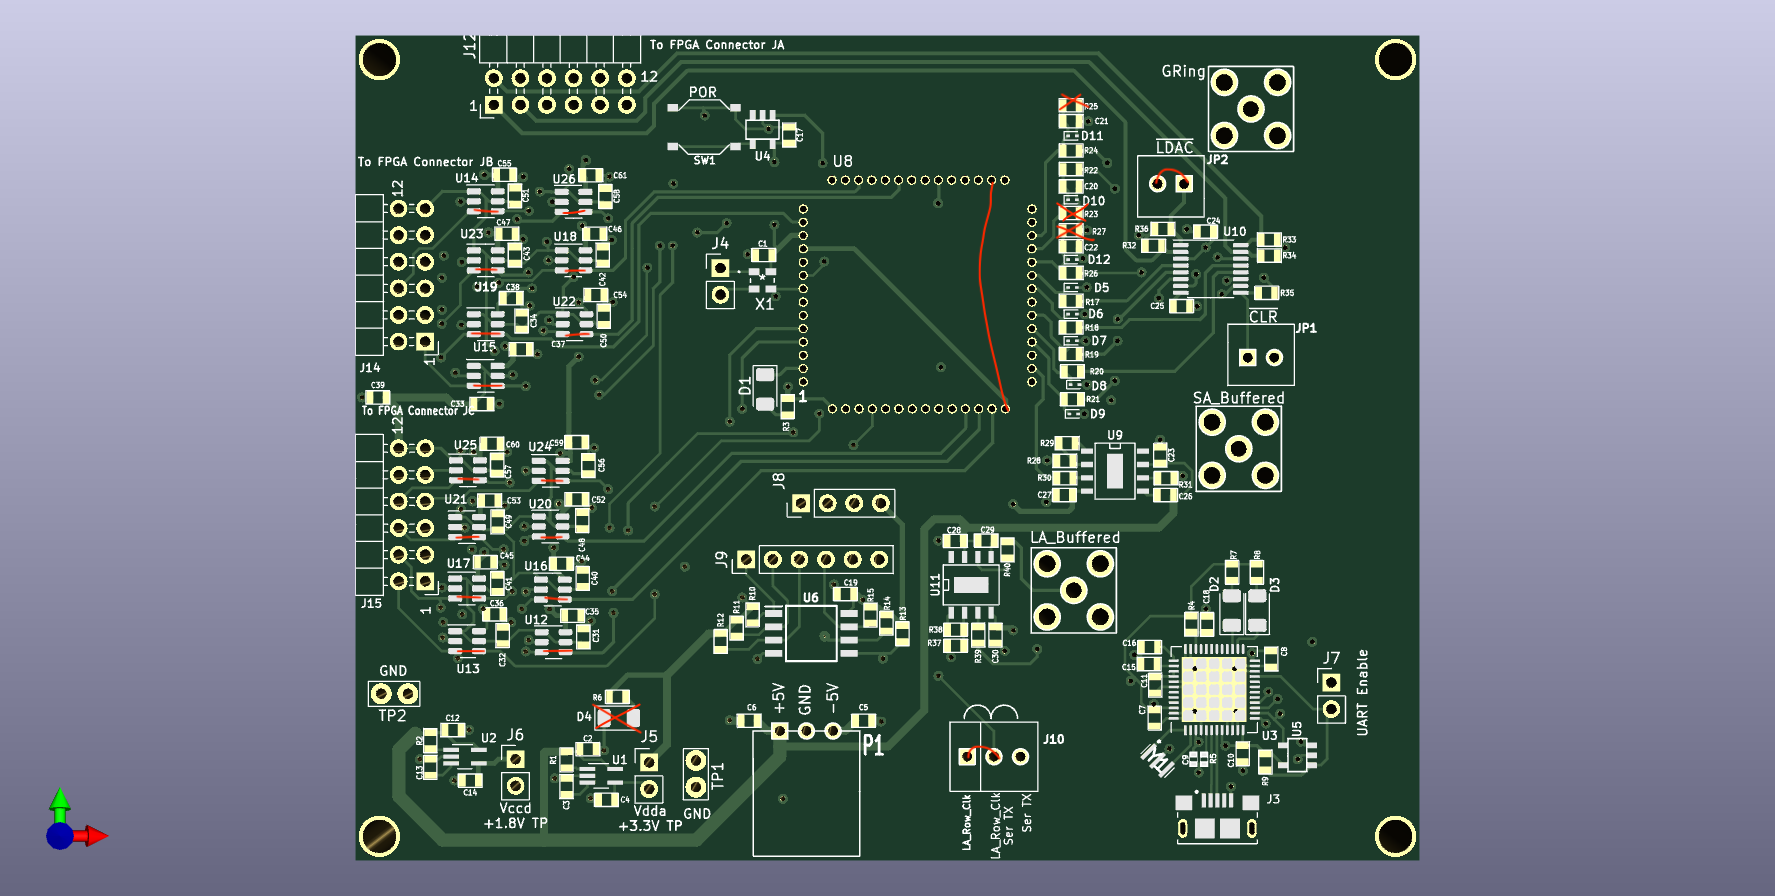 J12
To FPGA Connector JA
12
1
GRing
POR
SW1
U4
C17
R25
C21
D11
R24
R22
C20
D10
R23
R27
C22
D12
R26
D5
R17
D6
R18
D7
R19
D8
R20
R21
D9
LDAC
JP2
To FPGA Connector JB
C55
U14
C51
U26
C61
C58
12
U8
C47
U23
C43
U18
C46
C42
J4
C1
X1
R36
C24
R32
U10
R33
R34
R35
C25
J19
C38
C34
U22
C54
C50
C37
U15
1
J14
CLR
JP1
C39
C33
To FPGA Connector JC
D1
R3
1
SA_Buffered
12
U25
C60
C57
U24
C59
C56
R29
R28
R30
C27
U9
C23
R31
C26
U21
C53
C49
U20
C52
C48
J8
J9
C28
C29
R40
LA_Buffered
U11
U17
C45
C41
U16
C44
C40
J15
1
C36
U12
C35
C31
C32
U13
C19
U6
R10
R11
R12
R15
R14
R13
R38
R37
R39
C30
R7
R8
D2
D3
R4
C18
C16
C15
C11
C7
C8
J7
UART Enable
GND
TP2
R6
D4
+5V
GND
-5V
C6
C5
P1
J10
LA_Row_Clk
LA_Row_Clk
Ser TX
Ser TX
C12
R2
U2
C13
C14
J6
Vccd
+1.8V TP
C2
R1
U1
C3
C4
J5
Vdda
+3.3V TP
TP1
GND
U3
U5
C9
R5
C10
R9
J3